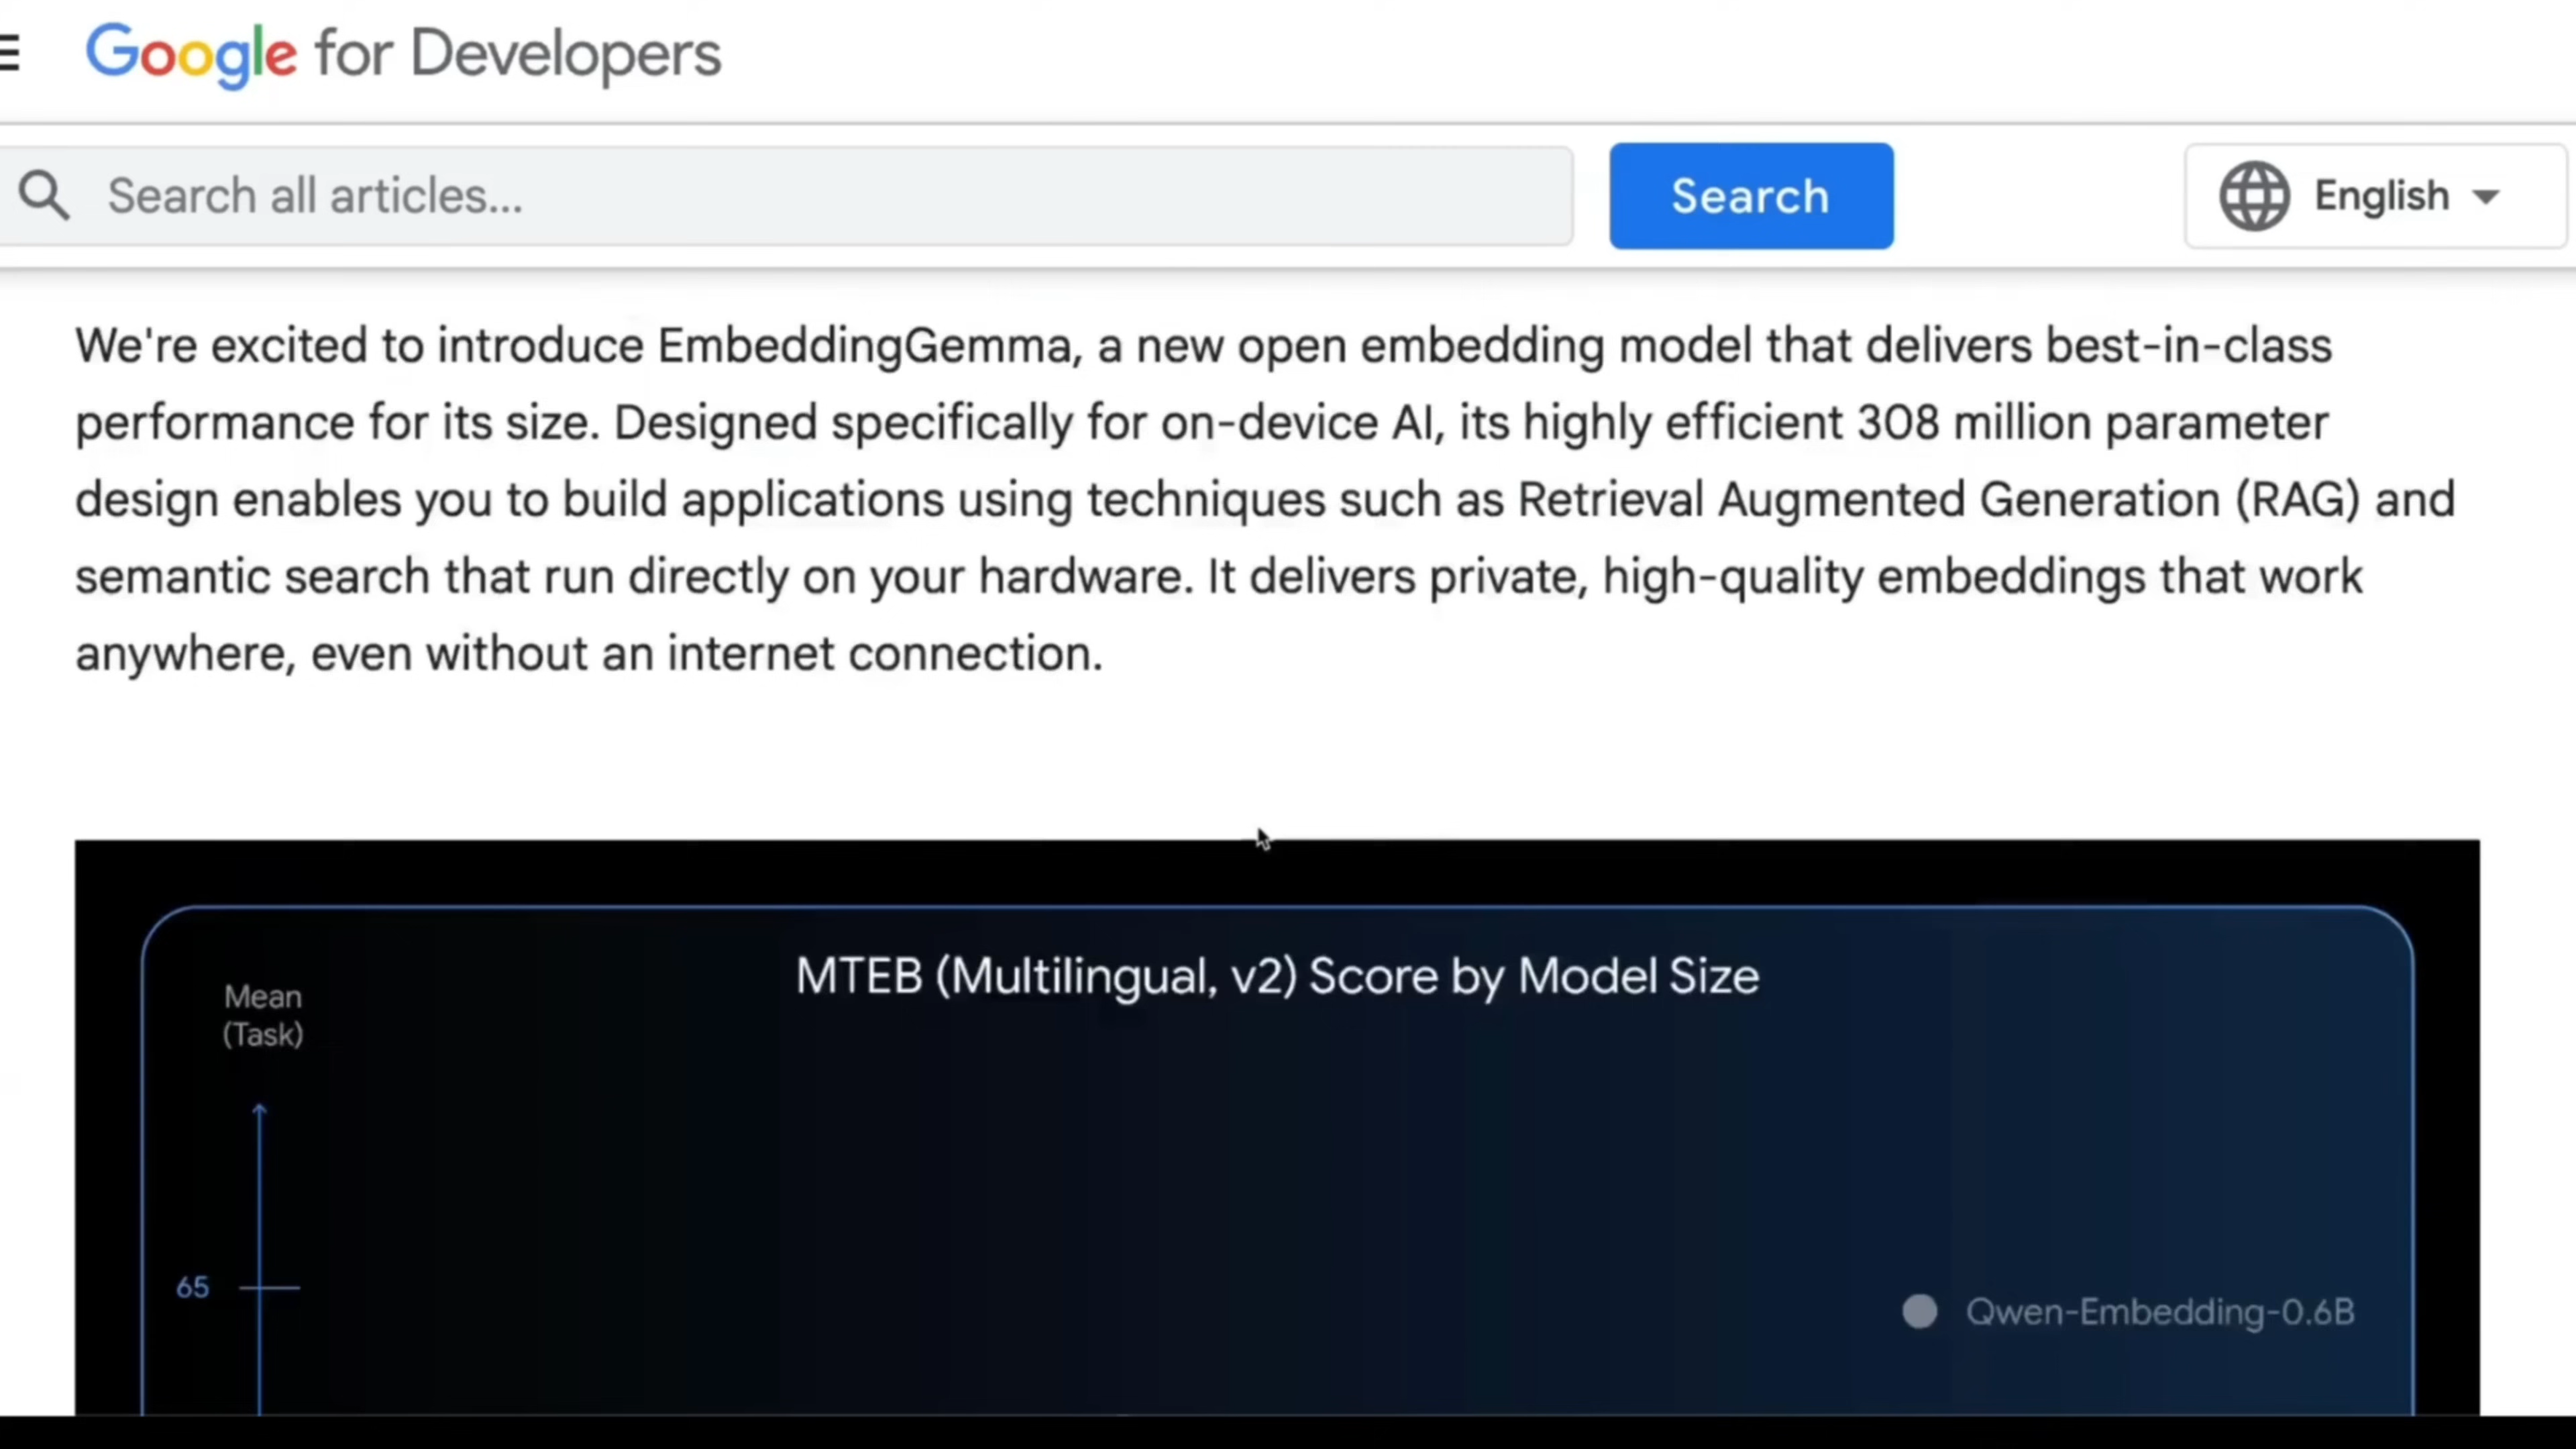 Google for Developers
Search all articles...
Search
English
We're excited to introduce EmbeddingGemma, a new open embedding model that delivers best-in-class
performance for its size. Designed specifically for on-device AI, its highly efficient 308 million parameter
design enables you to build applications using techniques such as Retrieval Augmented Generation (RAG) and
semantic search that run directly on your hardware. It delivers private, high-quality embeddings that work
anywhere, even without an internet connection.
MTEB (Multilingual, v2) Score by Model Size
Mean
(Task)
65
Qwen-Embedding-0.6B